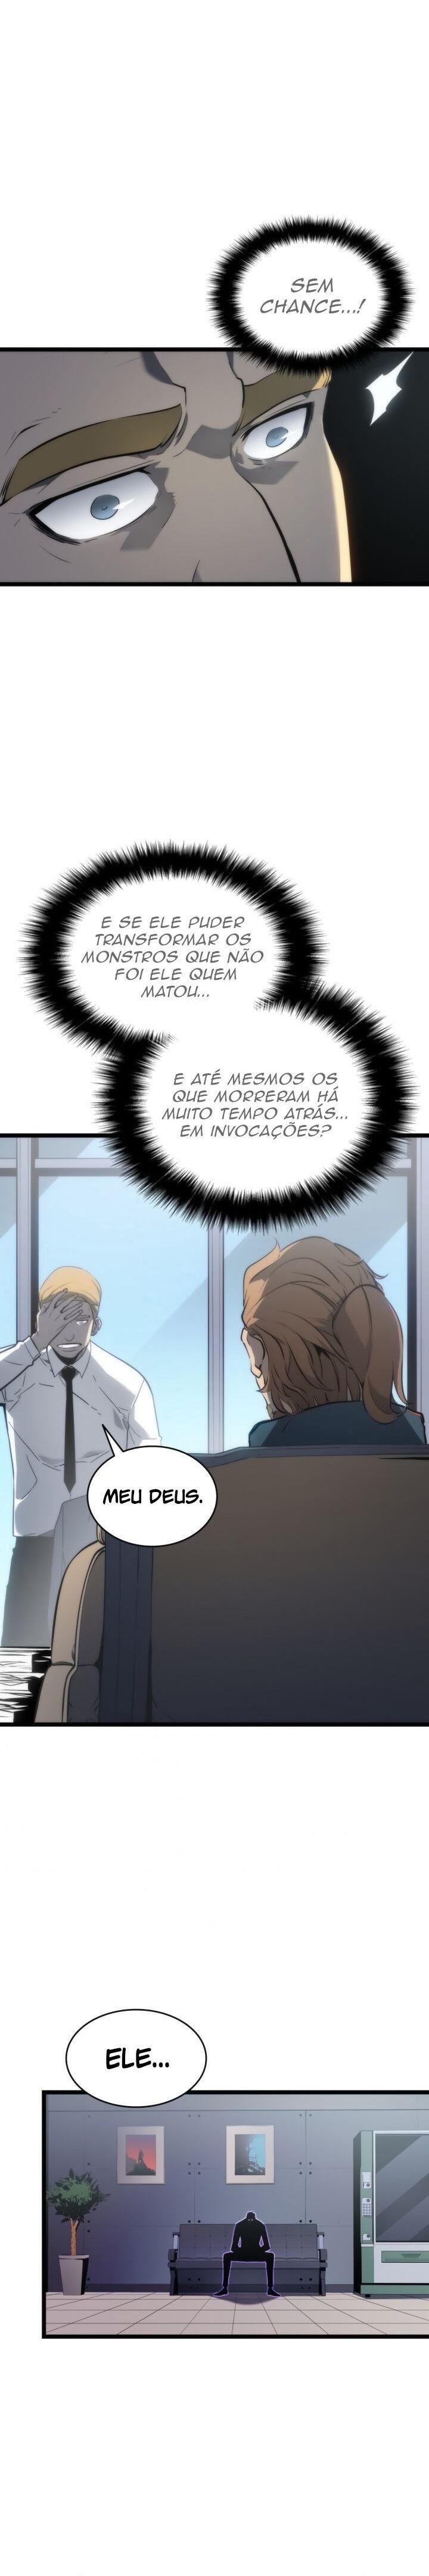 SEM
CHANCE...!
E SE ELE PUDER
TRANSFORMAR OS
MONSTROS QUE NÃO
FOI ELE QUEM
MATOU...
E ATÉ MESMOS OS
QUE MORRERAM HÁ
MUITO TEMPO ATRÁS...
EM INVOCAÇÕES?
MEU DEUS.
ELE...